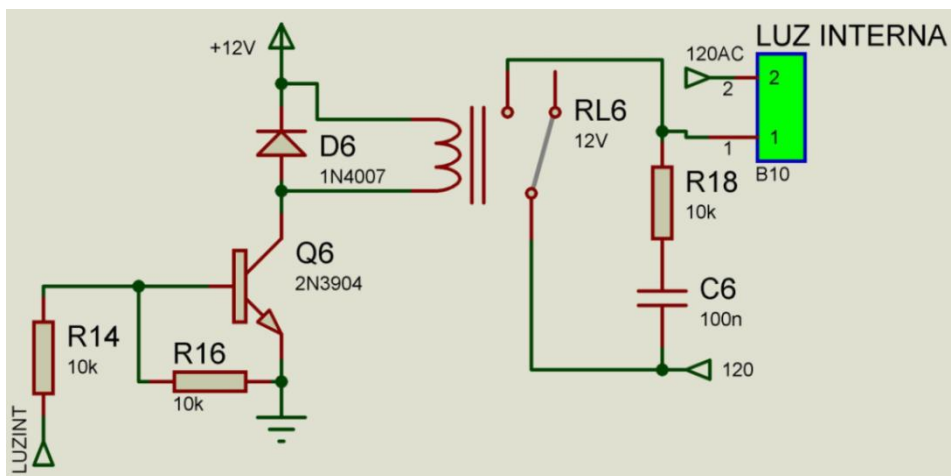 LUZ INTERNA
+12V
120AC
2
2
RL6
12V
D6
1N4007
1
1
B10
R18
10k
Q6
2N3904
C6
100n
R14
10k
R16
10k
120
LUZINT